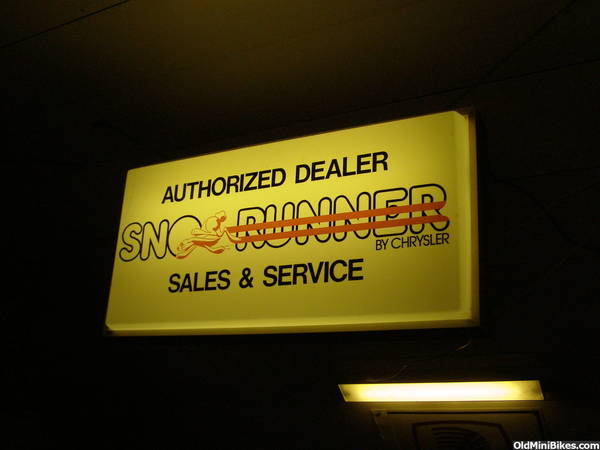 AUTHORIZED DEALER
SNO RUNNER
BY CHRYSLER
SALES & SERVICE
OldMiniBikes.com